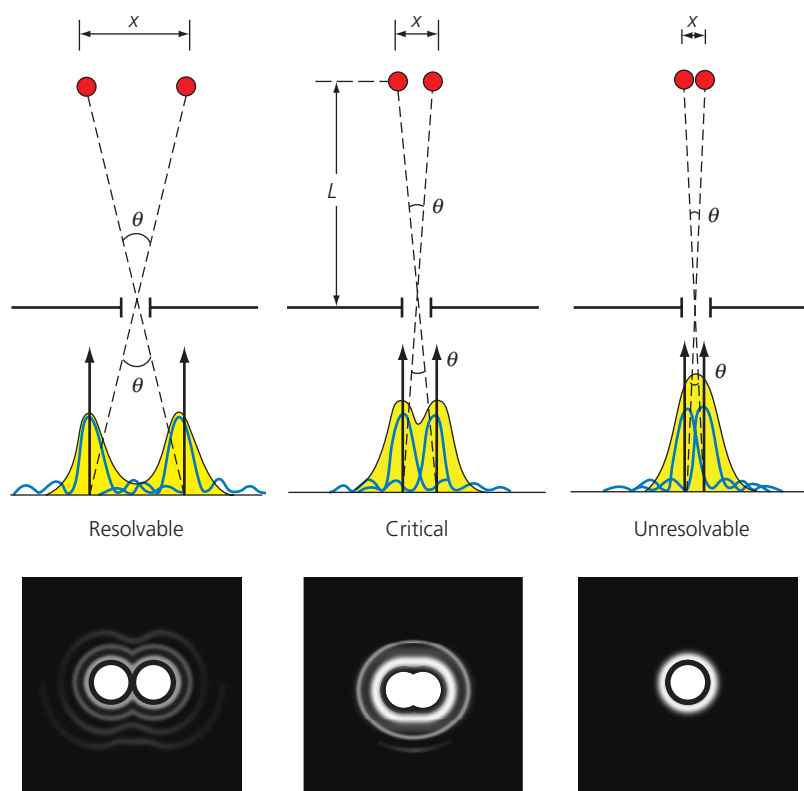 x
x
x
L
θ
θ
θ
θ
θ
θ
Resolvable
Critical
Unresolvable